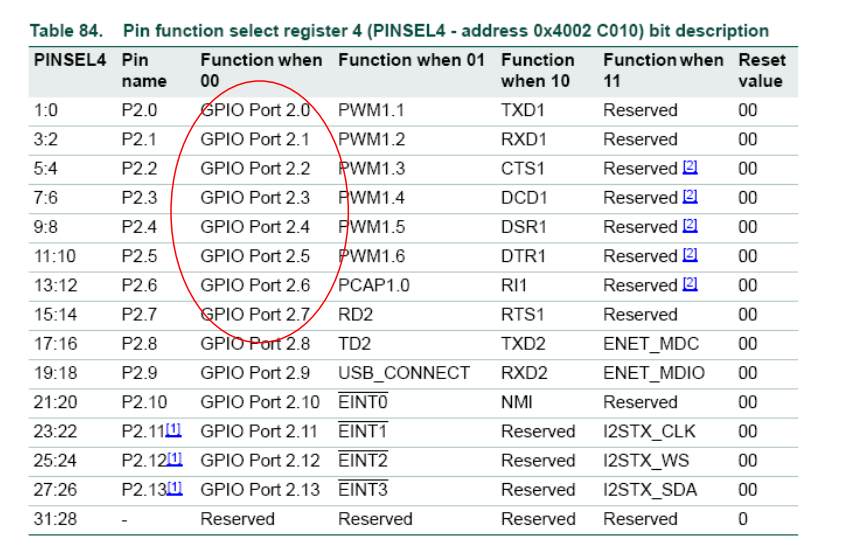 Table 84. Pin function select register 4 (PINSEL4 - address 0x4002 C010) bit description
PINSEL4 Pin name Function when 00 Function when 01 Function when 10 Function when 11 Reset value
1:0 P2.0 GPIO Port 2.0 PWM1.1 TXD1 Reserved 00
3:2 P2.1 GPIO Port 2.1 PWM1.2 RXD1 Reserved 00
5:4 P2.2 GPIO Port 2.2 PWM1.3 CTS1 Reserved [2] 00
7:6 P2.3 GPIO Port 2.3 PWM1.4 DCD1 Reserved [2] 00
9:8 P2.4 GPIO Port 2.4 PWM1.5 DSR1 Reserved [2] 00
11:10 P2.5 GPIO Port 2.5 PWM1.6 DTR1 Reserved [2] 00
13:12 P2.6 GPIO Port 2.6 PCAP1.0 RI1 Reserved [2] 00
15:14 P2.7 GPIO Port 2.7 RD2 RTS1 Reserved 00
17:16 P2.8 GPIO Port 2.8 TD2 TXD2 ENET_MDC 00
19:18 P2.9 GPIO Port 2.9 USB_CONNECT RXD2 ENET_MDIO 00
21:20 P2.10 GPIO Port 2.10 EINT0 NMI Reserved 00
23:22 P2.11[1] GPIO Port 2.11 EINT1 Reserved I2STX_CLK 00
25:24 P2.12[1] GPIO Port 2.12 EINT2 Reserved I2STX_WS 00
27:26 P2.13[1] GPIO Port 2.13 EINT3 Reserved I2STX_SDA 00
31:28 - Reserved Reserved Reserved Reserved 0